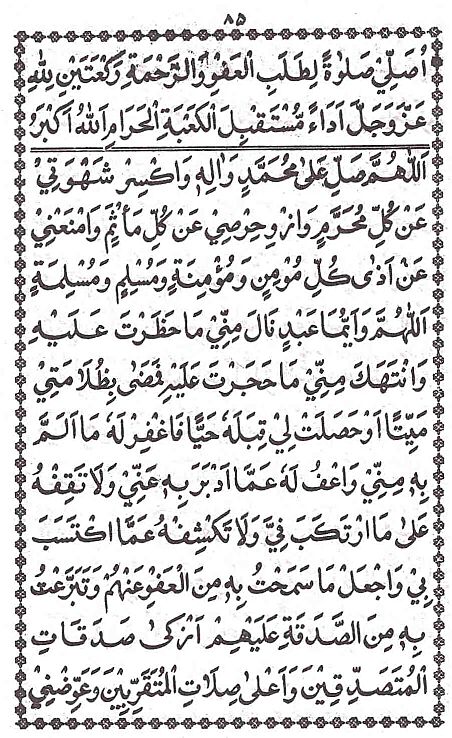 ٨٥
اُصَلِّيْ صَلٰوةً لِطَلَبِ الْعَفْوِ وَالرَّحْمَةِ رَكْعَتَيْنِ لِلّٰهِ
عَزَّوَجَلَّ اَدَاءً مُّسْتَقْبِلَ الْكَعْبَةِ الْحَرَامِ اَللّٰهُ اَكْبَرُ
اَللّٰهُمَّ صَلِّ عَلٰى مُحَمَّدٍ وَاٰلِهٖ وَاكْسِرْ شَهْوَتِيْ
عَنْ كُلِّ مُحَرَّمٍ وَازْوِ حِرْصِيْ عَنْ كُلِّ مَأْثَمٍ وَامْنَعْنِيْ
عَنْ اَذٰى كُلِّ مُؤْمِنٍ وَمُؤْمِنَةٍ وَمُسْلِمٍ وَمُسْلِمَةٍ
اَللّٰهُمَّ وَاَيُّمَا عَبْدٍ نَالَ مِنِّيْ مَا حَظَرْتَ عَلَيْهِ
وَانْتَهَكَ مِنِّيْ مَا حَجَرْتَ عَلَيْهِ فَمَضٰى بِظُلَامَتِيْ
مَيِّتًا اَوْ حَصَلَتْ لِيْ قِبَلَهٗ حَيًّا فَاغْفِرْ لَهٗ مَا اَلَمَّ
بِهٖ مِنِّيْ وَاعْفُ لَهٗ عَمَّا اَدْبَرَ بِهٖ عَنِّيْ وَلَا تَقِفْهُ
عَلٰى مَا ارْتَكَبَ فِيَّ وَلَا تَكْشِفْهُ عَمَّا اكْتَسَبَ
بِيْ وَاجْعَلْ مَا سَمَحْتُ بِهٖ مِنَ الْعَفْوِ عَنْهُمْ وَتَبَرَّعْتُ
بِهٖ مِنَ الصَّدَقَةِ عَلَيْهِمْ اَزْكٰى صَدَقَاتِ
الْمُتَصَدِّقِيْنَ وَاَعْلٰى صِلَاتِ الْمُتَقَرِّبِيْنَ وَعَوِّضْنِيْ